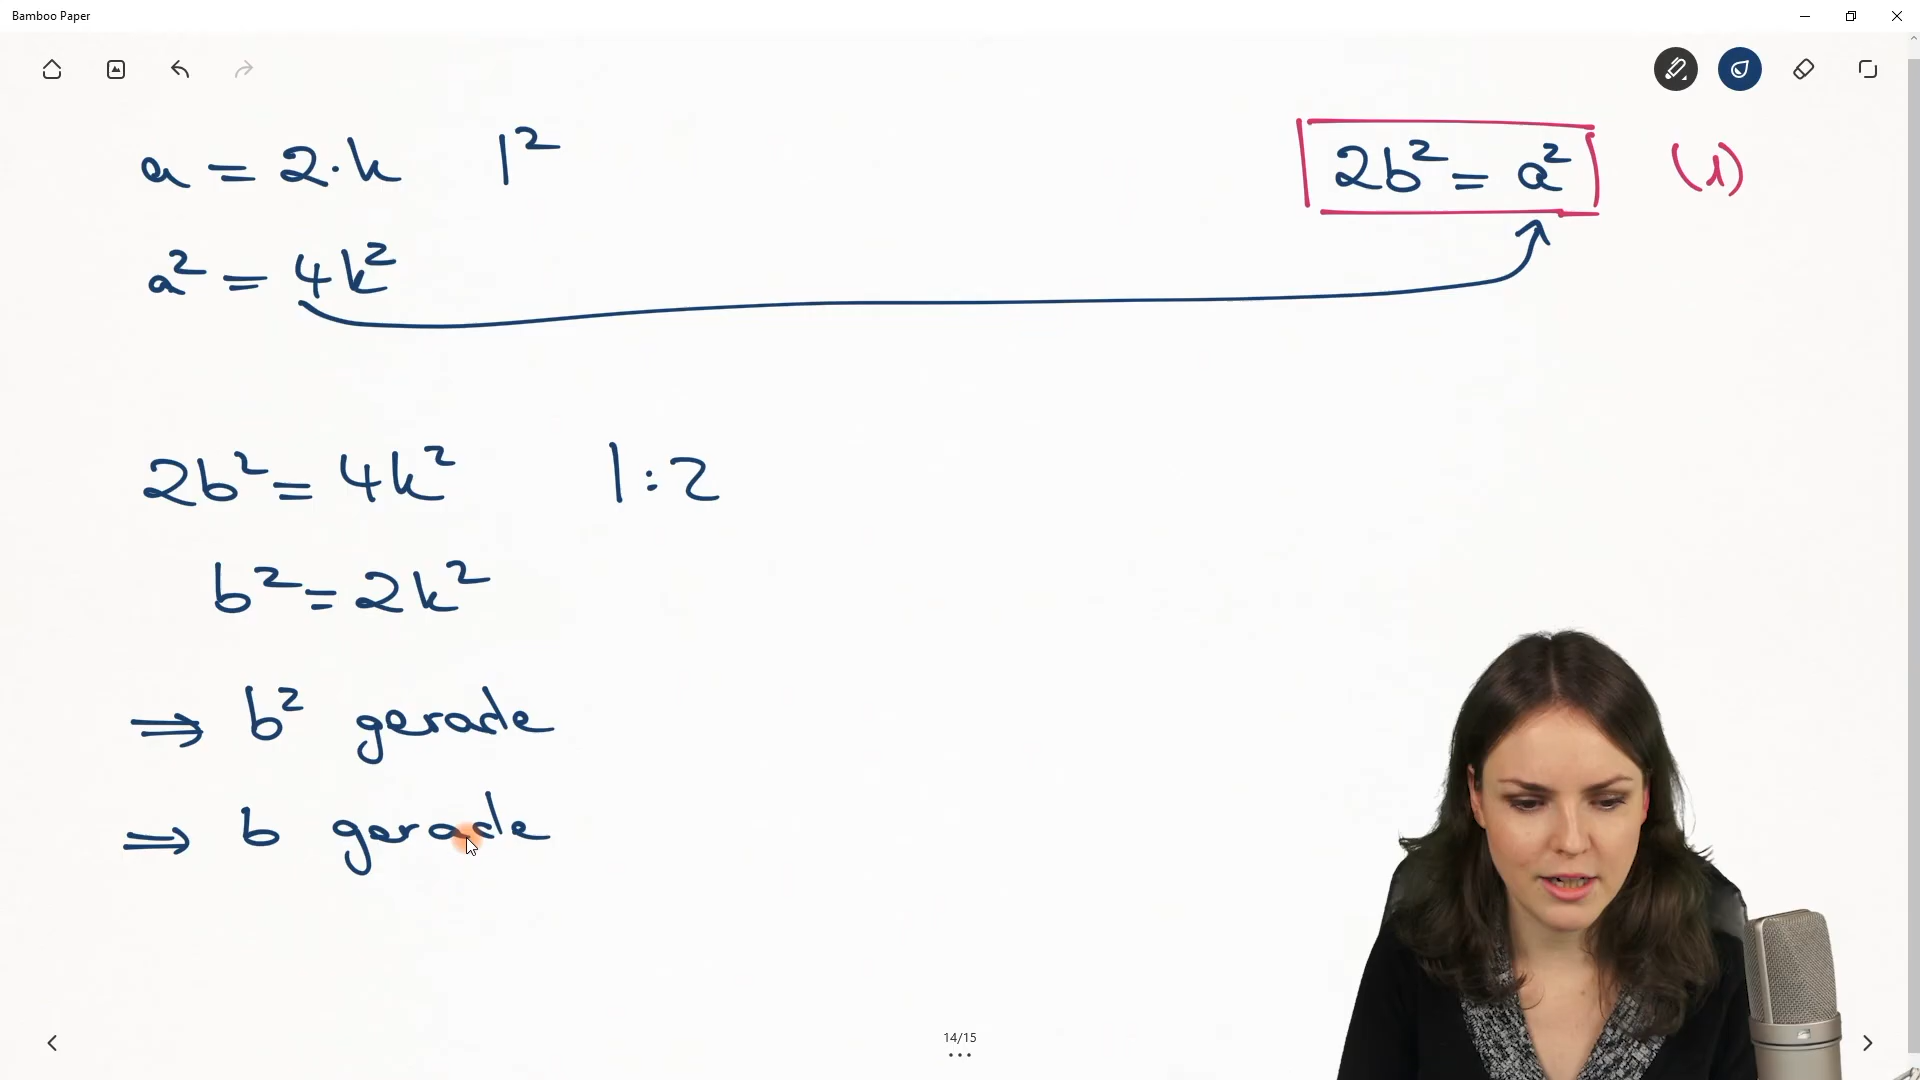 Bamboo Paper
a = 2·k |²
2b² = a² (1)
a² = 4k²
2b² = 4k² |:2
b² = 2k²
⇒ b² gerade
⇒ b gerade
14/15